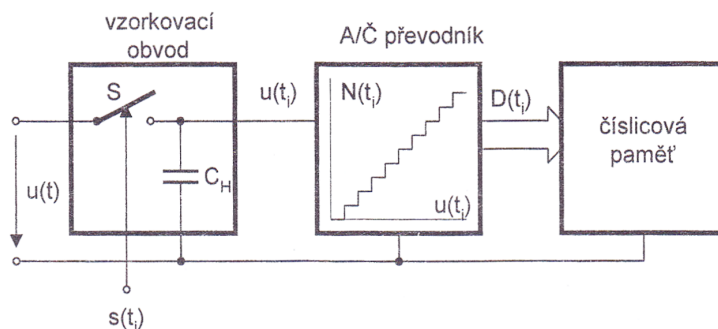 vzorkovací
obvod
A/Č převodník
S
u(t)
C_H
s(t_i)
u(t_i)
N(t_i)
u(t_i)
D(t_i)
číslicová
paměť